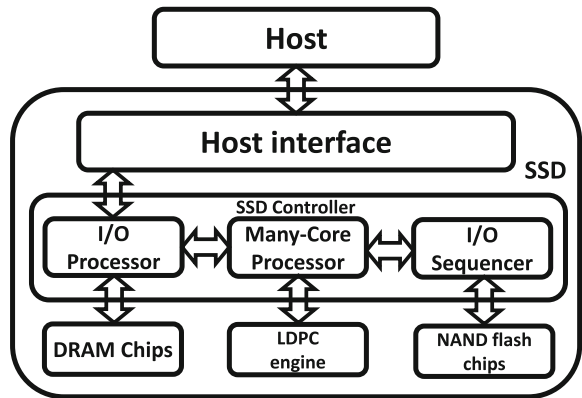 Host
Host interface
SSD
SSD Controller
I/O
Processor
Many-Core
Processor
I/O
Sequencer
DRAM Chips
LDPC
engine
NAND flash
chips